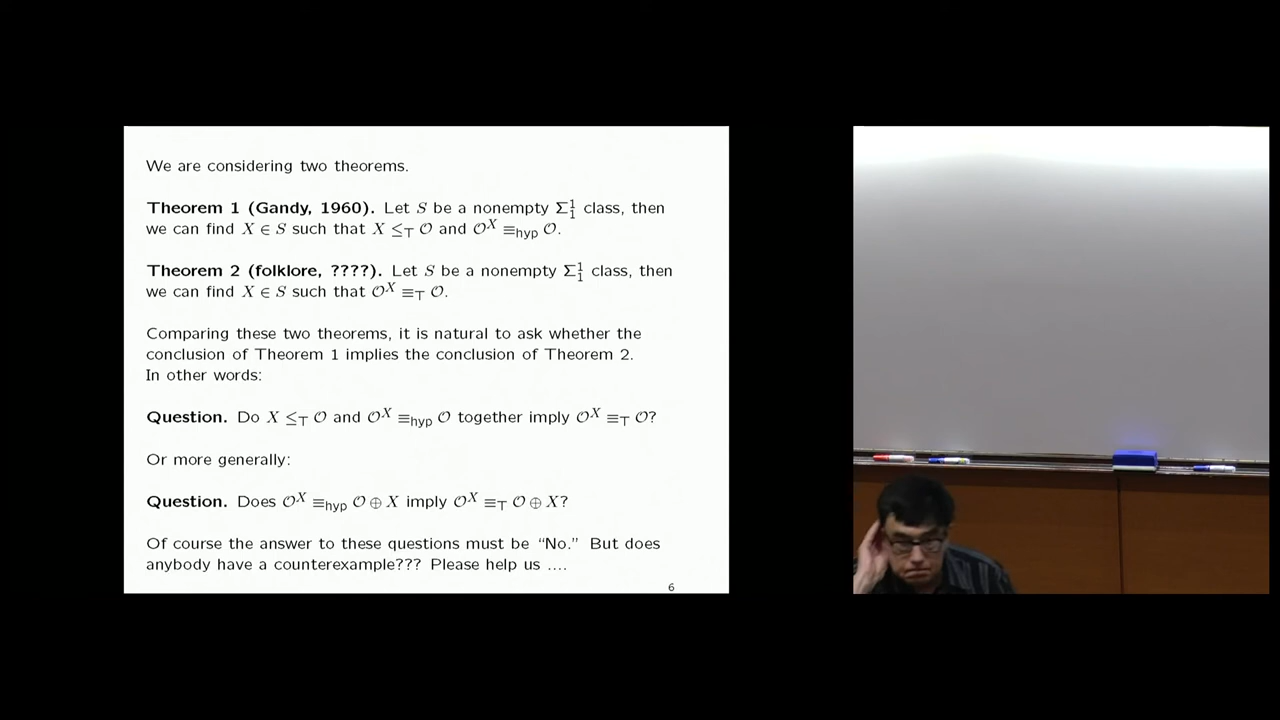 We are considering two theorems.
Theorem 1 (Gandy, 1960). Let S be a nonempty Σ¹₁ class, then
we can find X ∈ S such that X ≤_T 𝒪 and 𝒪^X ≡_hyp 𝒪.
Theorem 2 (folklore, ????). Let S be a nonempty Σ¹₁ class, then
we can find X ∈ S such that 𝒪^X ≡_T 𝒪.
Comparing these two theorems, it is natural to ask whether the
conclusion of Theorem 1 implies the conclusion of Theorem 2.
In other words:
Question. Do X ≤_T 𝒪 and 𝒪^X ≡_hyp 𝒪 together imply 𝒪^X ≡_T 𝒪?
Or more generally:
Question. Does 𝒪^X ≡_hyp 𝒪 ⊕ X imply 𝒪^X ≡_T 𝒪 ⊕ X?
Of course the answer to these questions must be “No.” But does
anybody have a counterexample??? Please help us ....
6